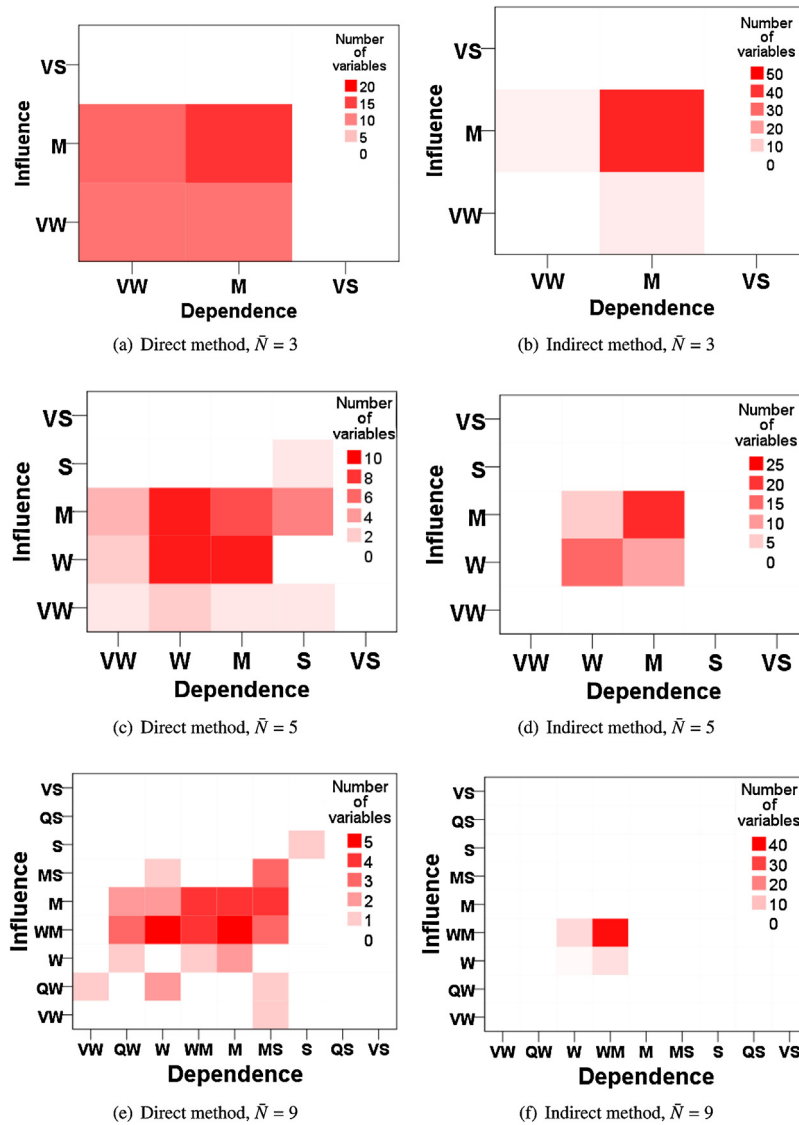 Number
of
variables
20
15
10
5
0
VS
M
VW
Influence
VW M VS
Dependence
(a) Direct method, N̄ = 3
Number
of
variables
50
40
30
20
10
0
VS
M
VW
Influence
VW M VS
Dependence
(b) Indirect method, N̄ = 3
Number
of
variables
10
8
6
4
2
0
VS
S
M
W
VW
Influence
VW W M S VS
Dependence
(c) Direct method, N̄ = 5
Number
of
variables
25
20
15
10
5
0
VS
S
M
W
VW
Influence
VW W M S VS
Dependence
(d) Indirect method, N̄ = 5
Number
of
variables
5
4
3
2
1
0
VS
QS
S
MS
M
WM
W
QW
VW
Influence
VW QW W WM M MS S QS VS
Dependence
(e) Direct method, N̄ = 9
Number
of
variables
40
30
20
10
0
VS
QS
S
MS
M
WM
W
QW
VW
Influence
VW QW W WM M MS S QS VS
Dependence
(f) Indirect method, N̄ = 9